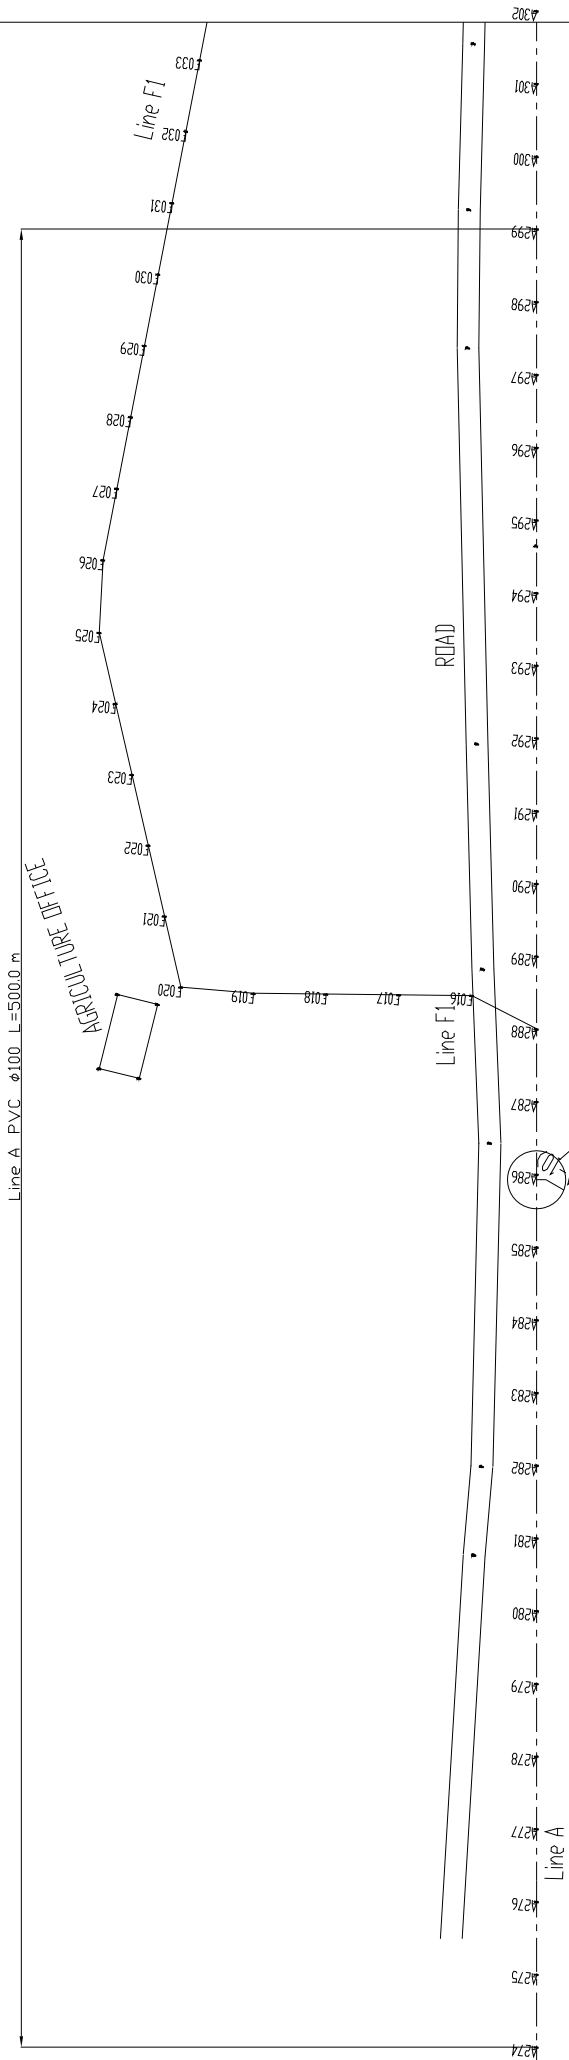 A302
A301
A300
A299
A298
A297
A296
A295
A294
A293
A292
A291
A290
A289
A288
A287
A286
A285
A284
A283
A282
A281
A280
A279
A278
A277
A276
A275
A274
Line A
ROAD
Line F1
E033
E032
E031
E030
E029
E028
E027
E026
E025
E024
E023
E022
E021
E020
E019
E018
E017
E016
Line F1
AGRICULTURE OFFICE
Line A PVC ϕ100 L=500.0 m